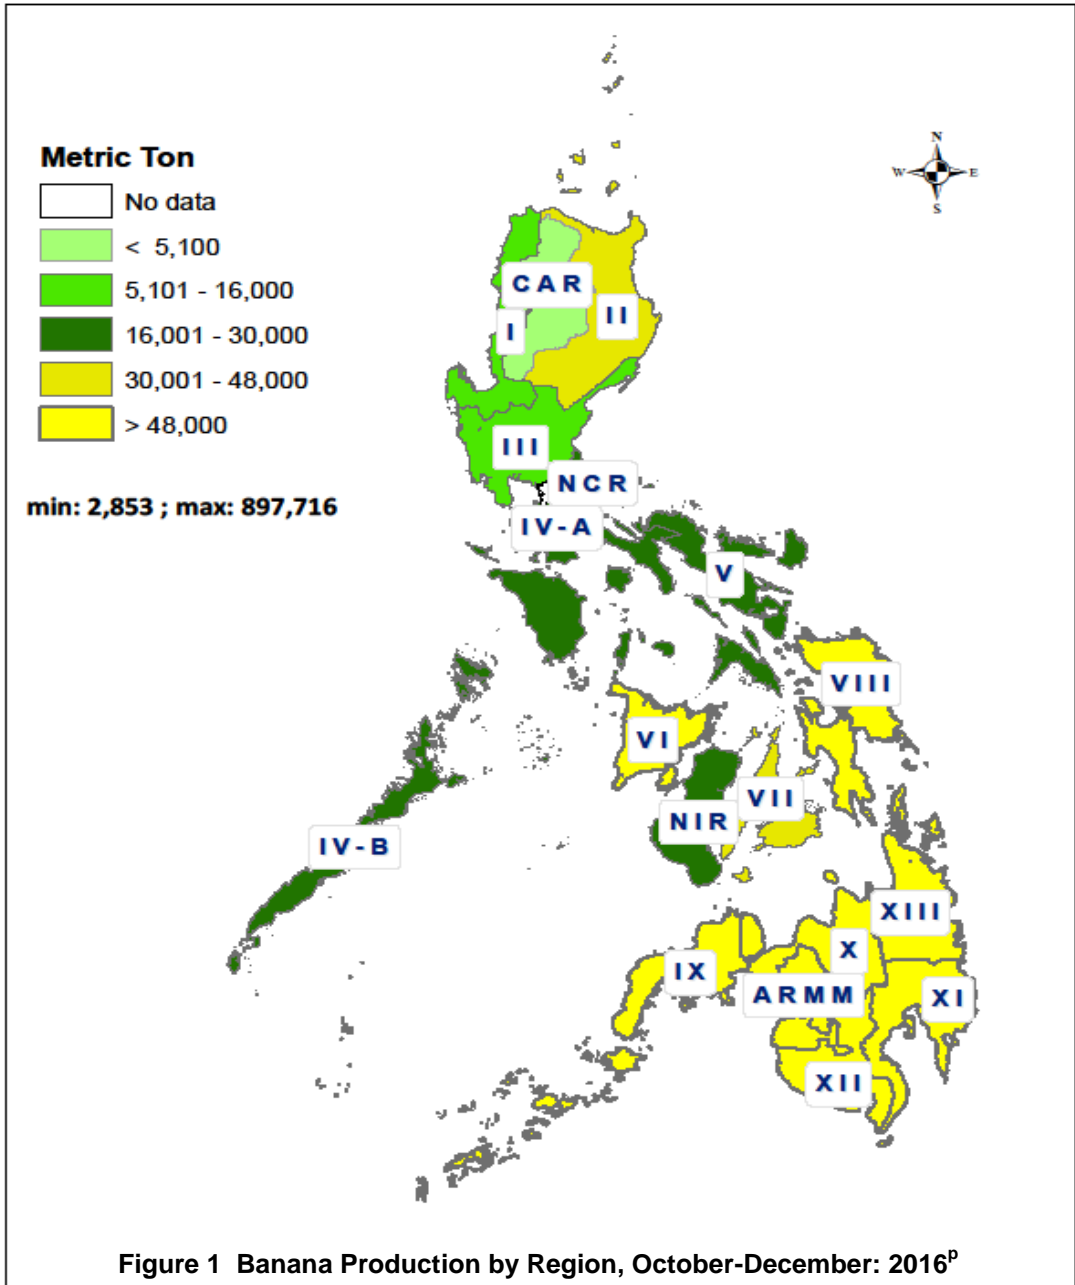 Metric Ton
No data
< 5,100
5,101 - 16,000
16,001 - 30,000
30,001 - 48,000
> 48,000
min: 2,853 ; max: 897,716
N
W E
S
CAR
II
I
III
NCR
IV-A
V
VIII
VI
VII
NIR
IV-B
XIII
X
IX
ARMM
XI
XII
Figure 1 Banana Production by Region, October-December: 2016ᵖ